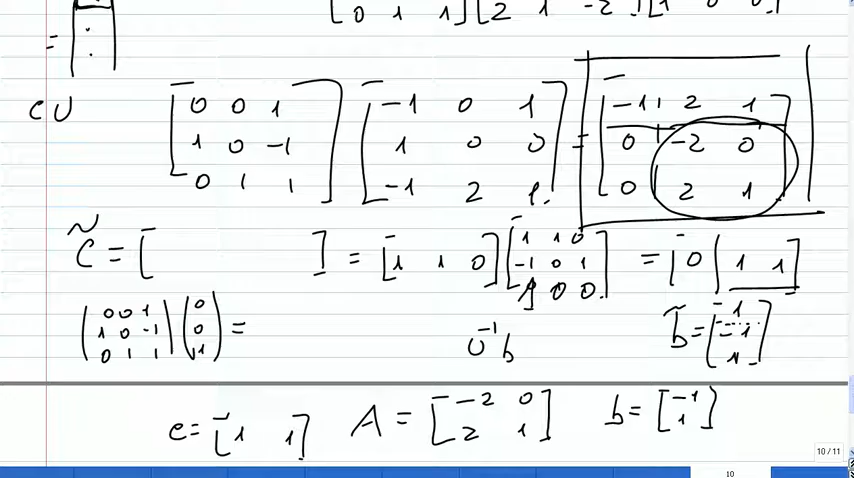 [0 1 1] [2 1 -2] [1 0 0]
= [ : ]
CU [0 0 1; 1 0 -1; 0 1 1] [-1 0 1; 1 0 0; -1 2 1] = [-1 2 1; 0 -2 0; 0 2 1]
C̃ = [ ] = [1 1 0] [1 1 0; -1 0 1; 1 0 0] = [0 | 1 1]
(0 0 1; 1 0 -1; 0 1 1) (0; 0; 1) = U⁻¹b b̃ = [1; -1; 1]
c = [1 1] A = [-2 0; 2 1] b = [-1; 1]
10 / 11
10